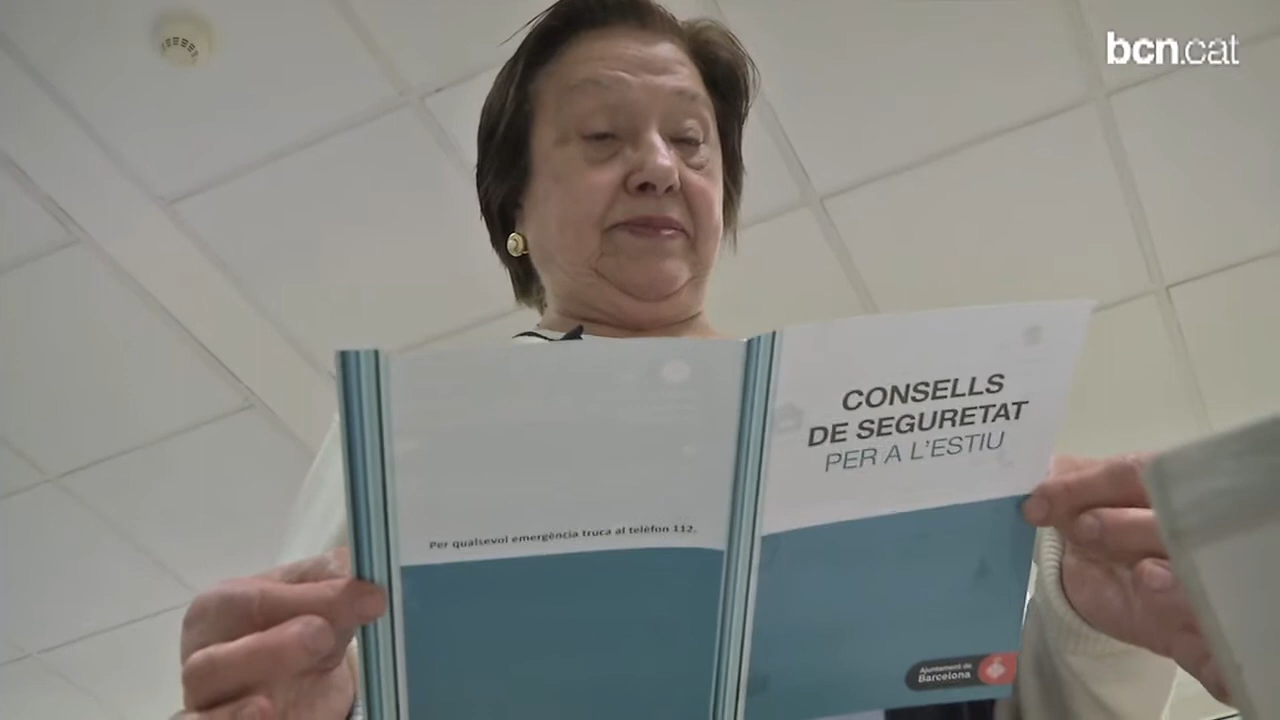 bcn.cat
CONSELLS
DE SEGURETAT
PER A L'ESTIU
Per qualsevol emergència truca al telèfon 112.
Ajuntament de
Barcelona